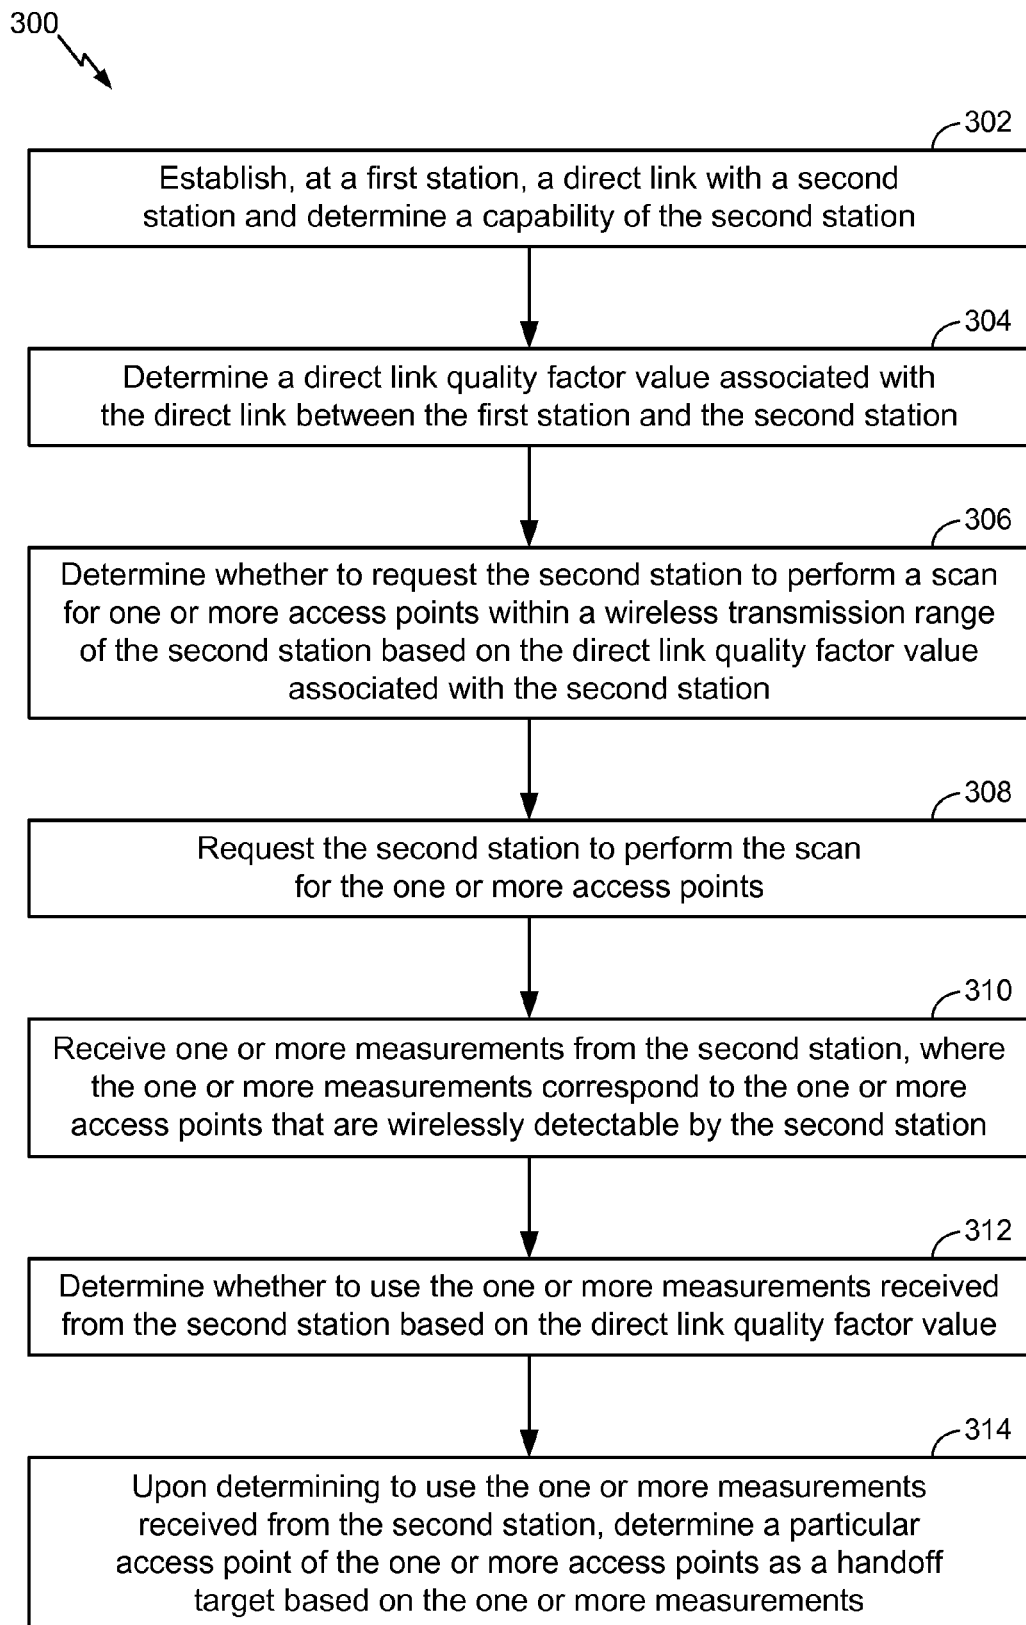 300
302
Establish, at a first station, a direct link with a second
station and determine a capability of the second station
304
Determine a direct link quality factor value associated with
the direct link between the first station and the second station
306
Determine whether to request the second station to perform a scan
for one or more access points within a wireless transmission range
of the second station based on the direct link quality factor value
associated with the second station
308
Request the second station to perform the scan
for the one or more access points
310
Receive one or more measurements from the second station, where
the one or more measurements correspond to the one or more
access points that are wirelessly detectable by the second station
312
Determine whether to use the one or more measurements received
from the second station based on the direct link quality factor value
314
Upon determining to use the one or more measurements
received from the second station, determine a particular
access point of the one or more access points as a handoff
target based on the one or more measurements